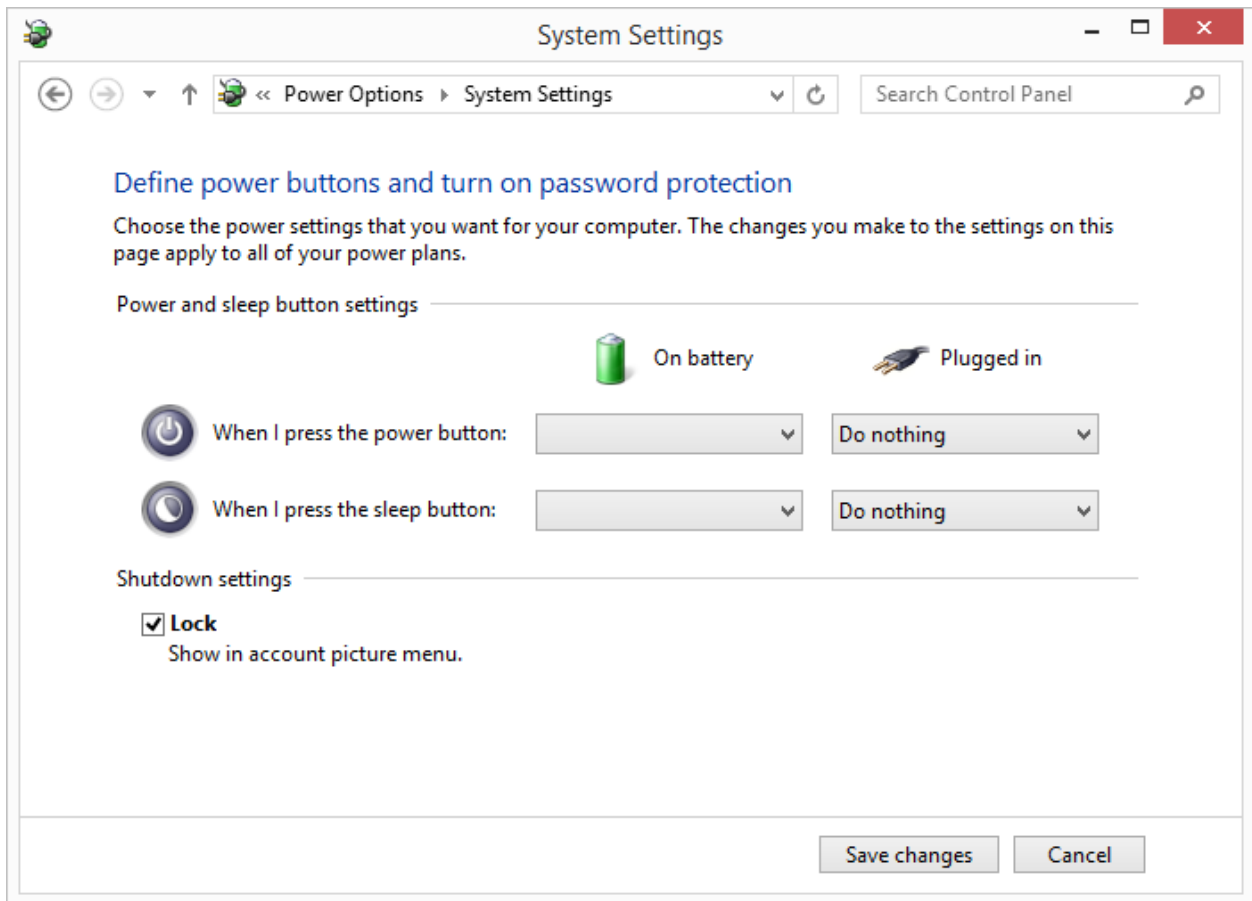 System Settings
« Power Options System Settings
Search Control Panel
Define power buttons and turn on password protection
Choose the power settings that you want for your computer. The changes you make to the settings on this
page apply to all of your power plans.
Power and sleep button settings
On battery Plugged in
When I press the power button: Do nothing
When I press the sleep button: Do nothing
Shutdown settings
Lock
Show in account picture menu.
Save changes Cancel